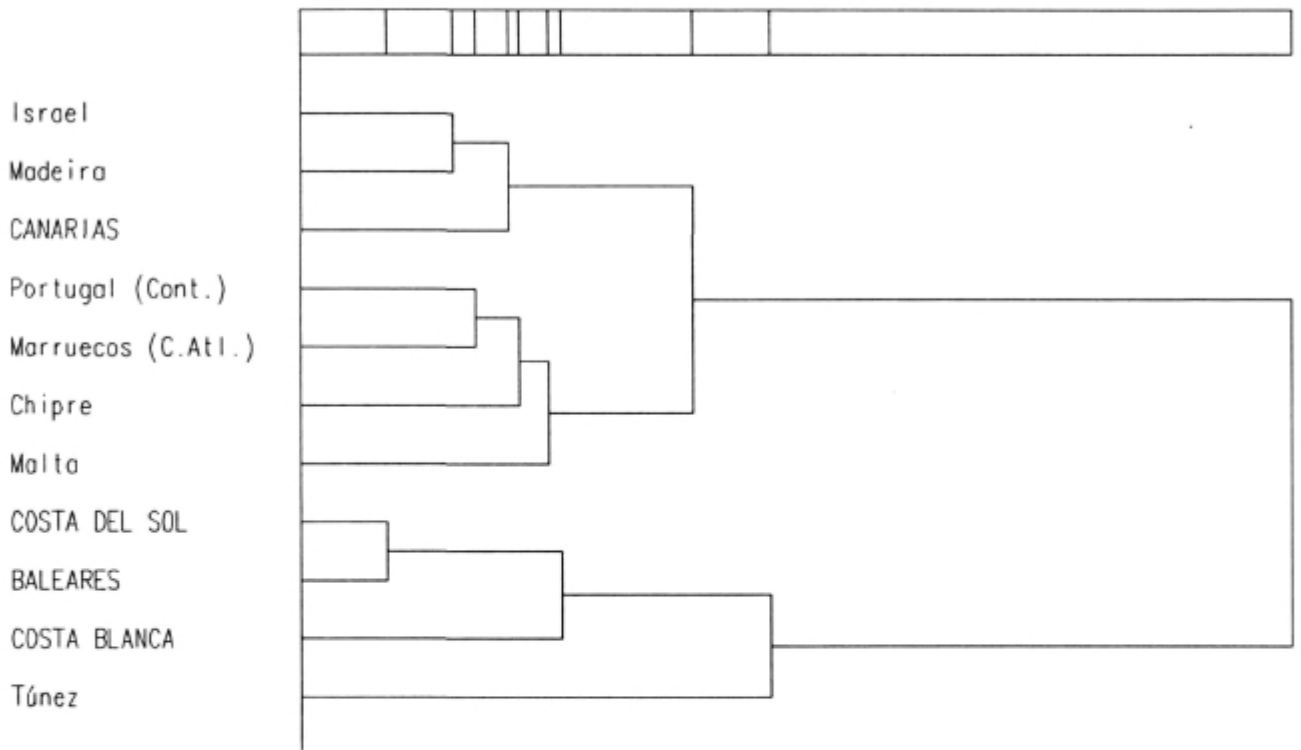 Israel
Madeira
CANARIAS
Portugal (Cont.)
Marruecos (C.Atl.)
Chipre
Malta
COSTA DEL SOL
BALEARES
COSTA BLANCA
Túnez